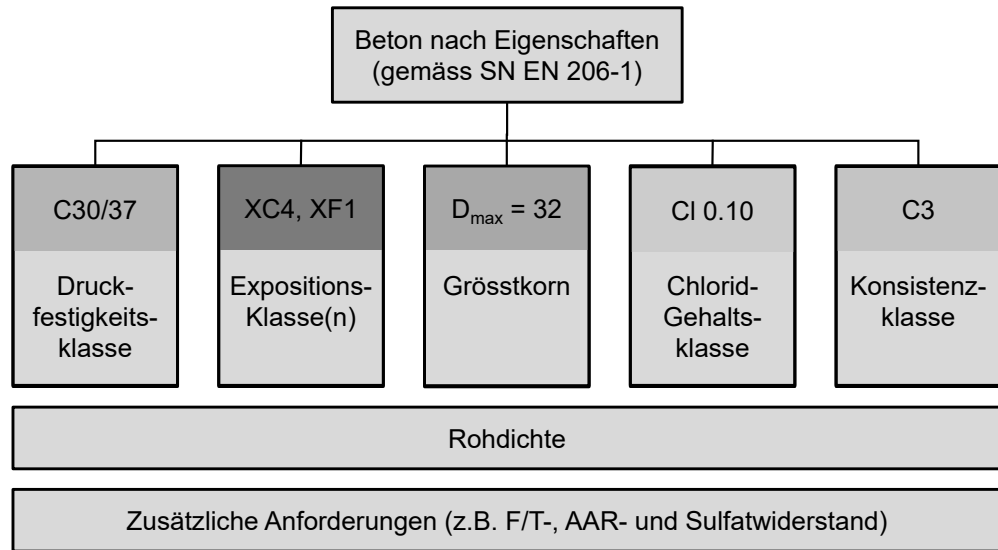 Beton nach Eigenschaften
(gemäss SN EN 206-1)
C30/37
Druck-
festigkeits-
klasse
XC4, XF1
Expositions-
Klasse(n)
Dmax = 32
Grösstkorn
Cl 0.10
Chlorid-
Gehalts-
klasse
C3
Konsistenz-
klasse
Rohdichte
Zusätzliche Anforderungen (z.B. F/T-, AAR- und Sulfatwiderstand)